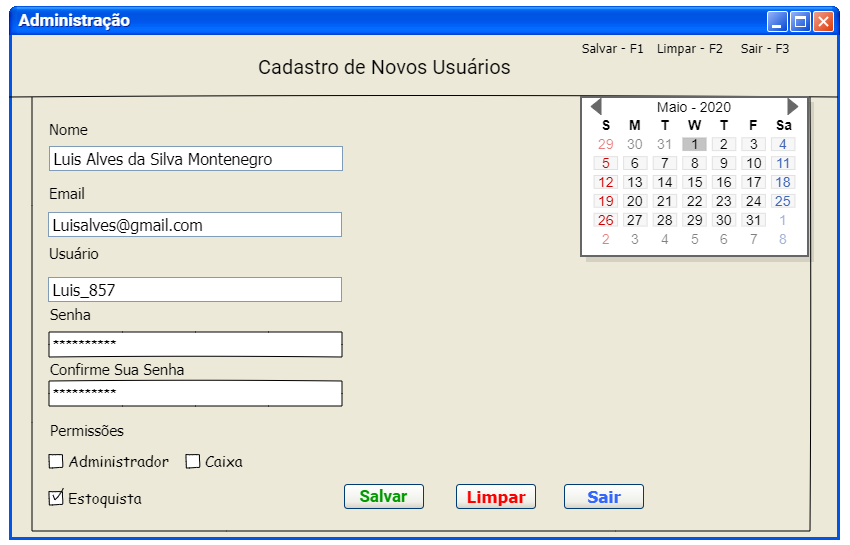 Administração
Salvar - F1 Limpar - F2 Sair - F3
Cadastro de Novos Usuários
Maio - 2020
S M T W T F Sa
29 30 31 1 2 3 4
5 6 7 8 9 10 11
12 13 14 15 16 17 18
19 20 21 22 23 24 25
26 27 28 29 30 31 1
2 3 4 5 6 7 8
Nome
Luis Alves da Silva Montenegro
Email
Luisalves@gmail.com
Usuário
Luis_857
Senha
**********
Confirme Sua Senha
**********
Permissões
Administrador Caixa
Estoquista
Salvar Limpar Sair